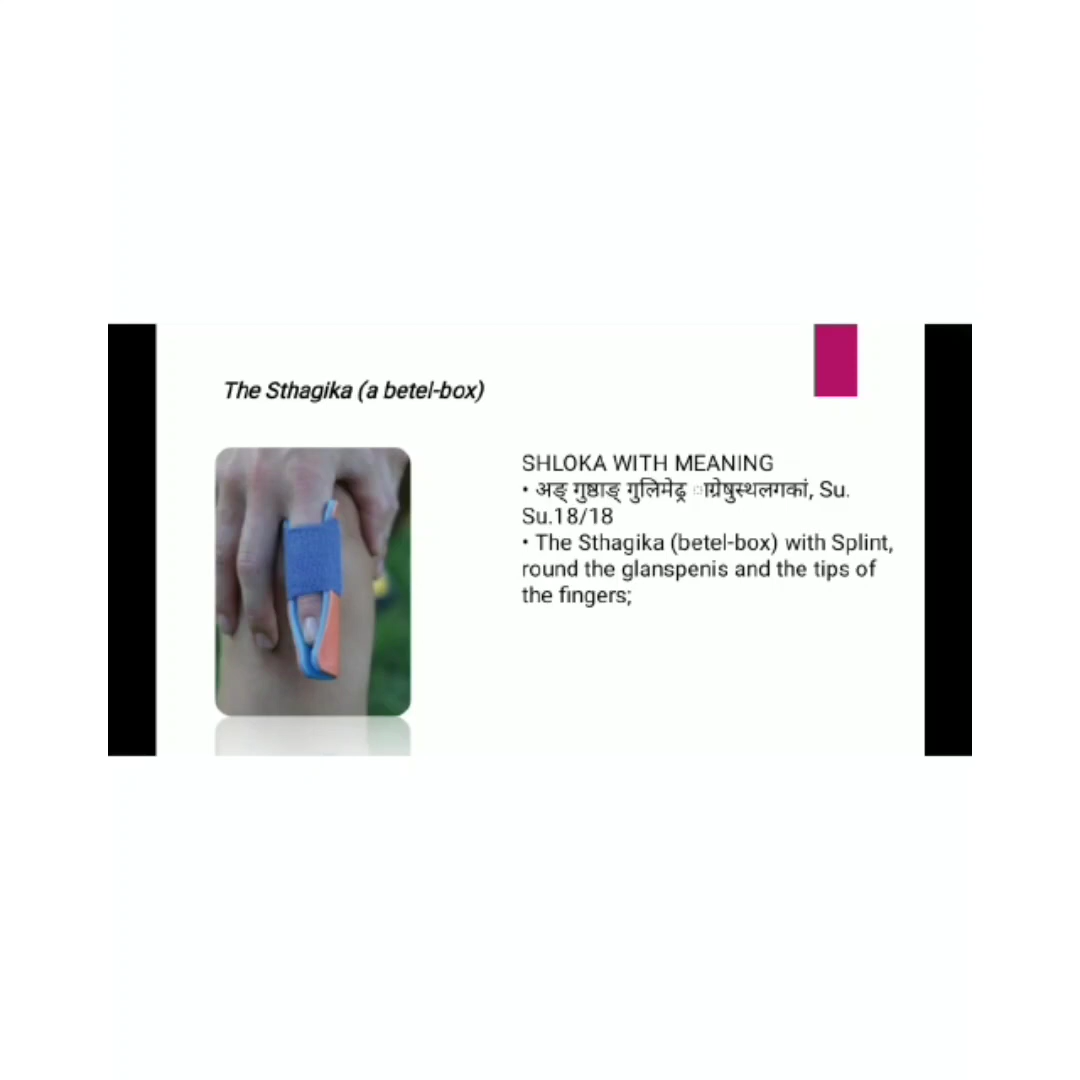 The Sthagika (a betel-box)
SHLOKA WITH MEANING
• अङ् गुष्ठाङ् गुलिमेढ्र ाग्रेषुस्थलगकां, Su.
Su.18/18
• The Sthagika (betel-box) with Splint,
round the glanspenis and the tips of
the fingers;